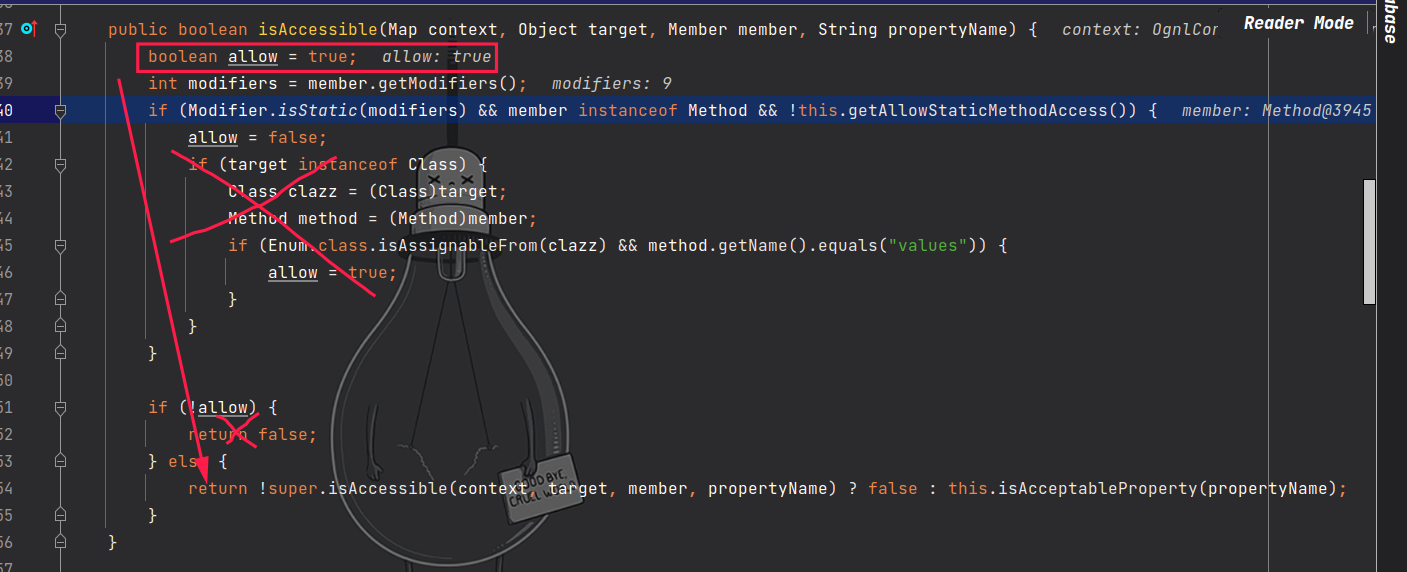 37 public boolean isAccessible(Map context, Object target, Member member, String propertyName) { context: OgnlCon Reader Mode
38 boolean allow = true; allow: true
39 int modifiers = member.getModifiers(); modifiers: 9
40 if (Modifier.isStatic(modifiers) && member instanceof Method && !this.getAllowStaticMethodAccess()) { member: Method@3945
41 allow = false;
42 if (target instanceof Class) {
43 Class clazz = (Class)target;
44 Method method = (Method)member;
45 if (Enum.class.isAssignableFrom(clazz) && method.getName().equals("values")) {
46 allow = true;
47 }
48 }
49 }
50
51 if (!allow) {
52 return false;
53 } else {
54 return !super.isAccessible(context, target, member, propertyName) ? false : this.isAcceptableProperty(propertyName);
55 }
56 }
57
GOOD BYE,
CRUEL WORLD
abase